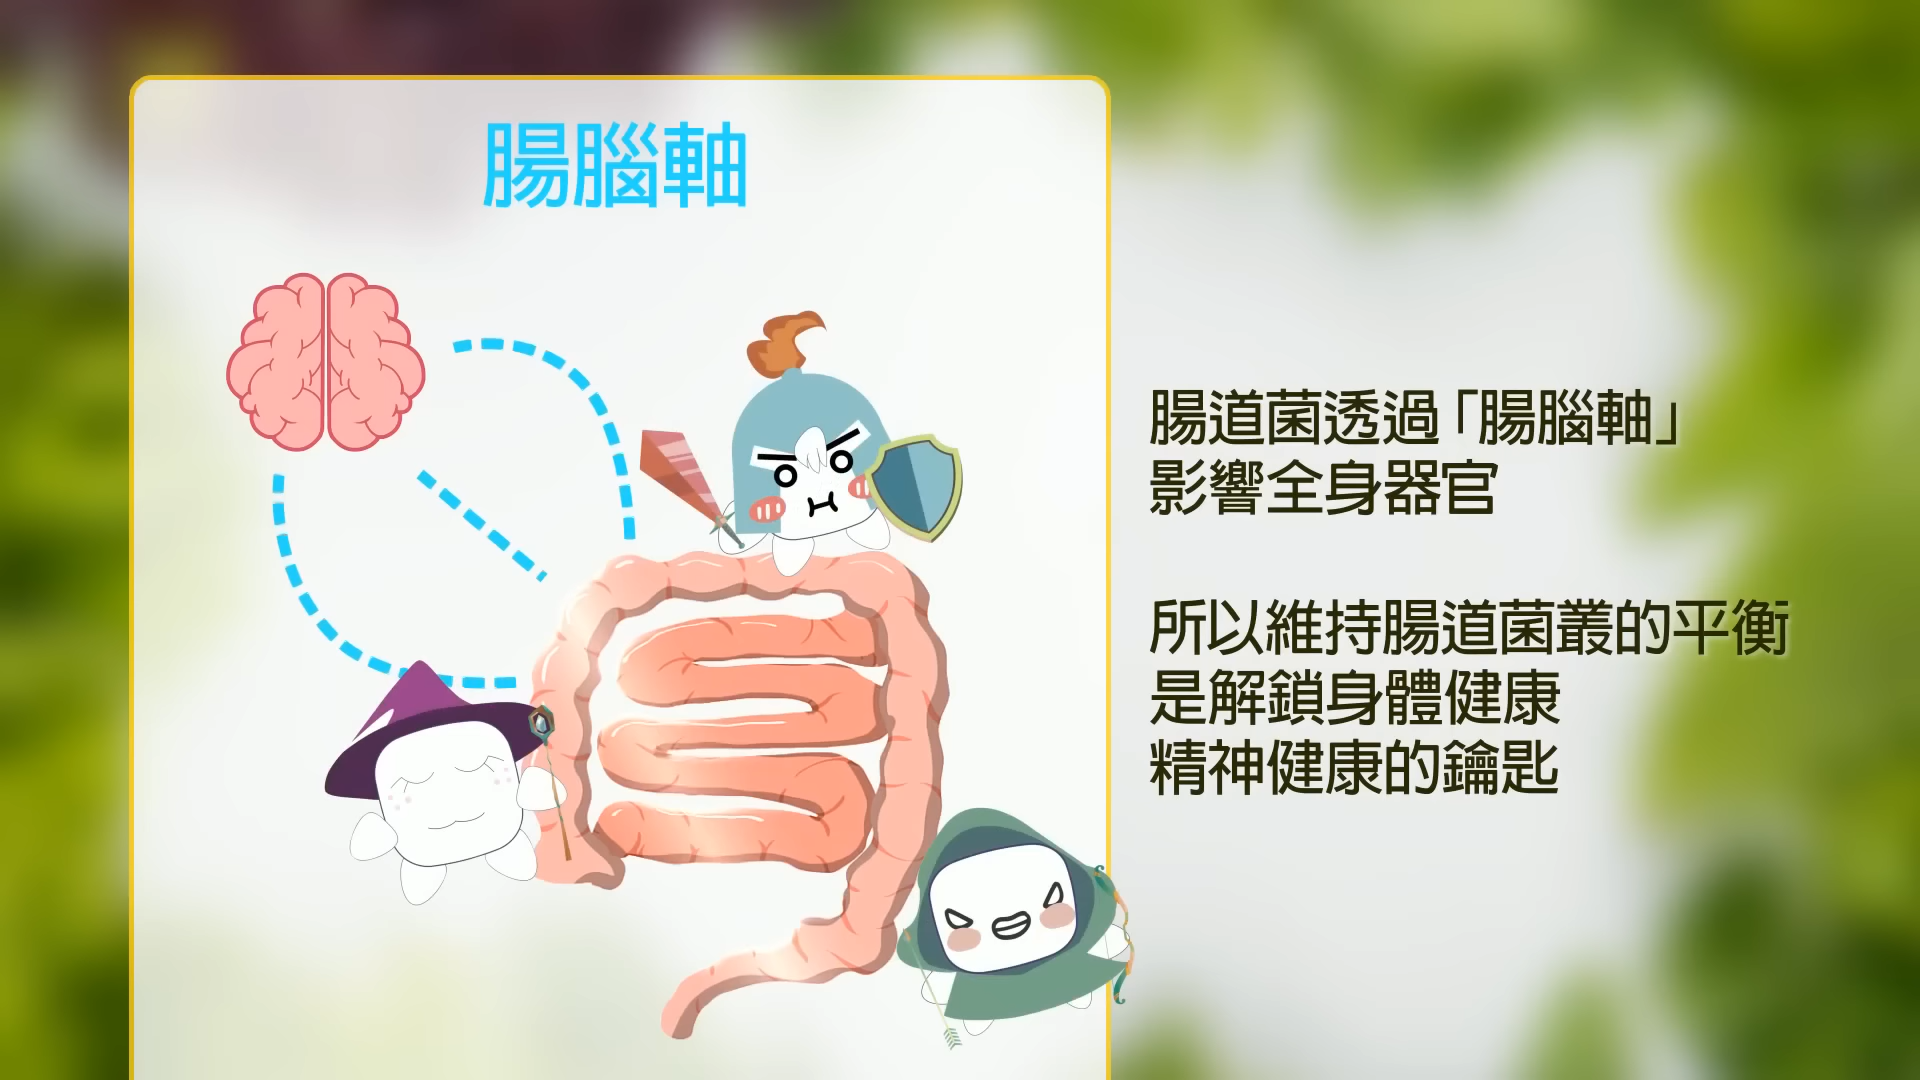 腸腦軸
腸道菌透過「腸腦軸」
影響全身器官
所以維持腸道菌叢的平衡
是解鎖身體健康
精神健康的鑰匙